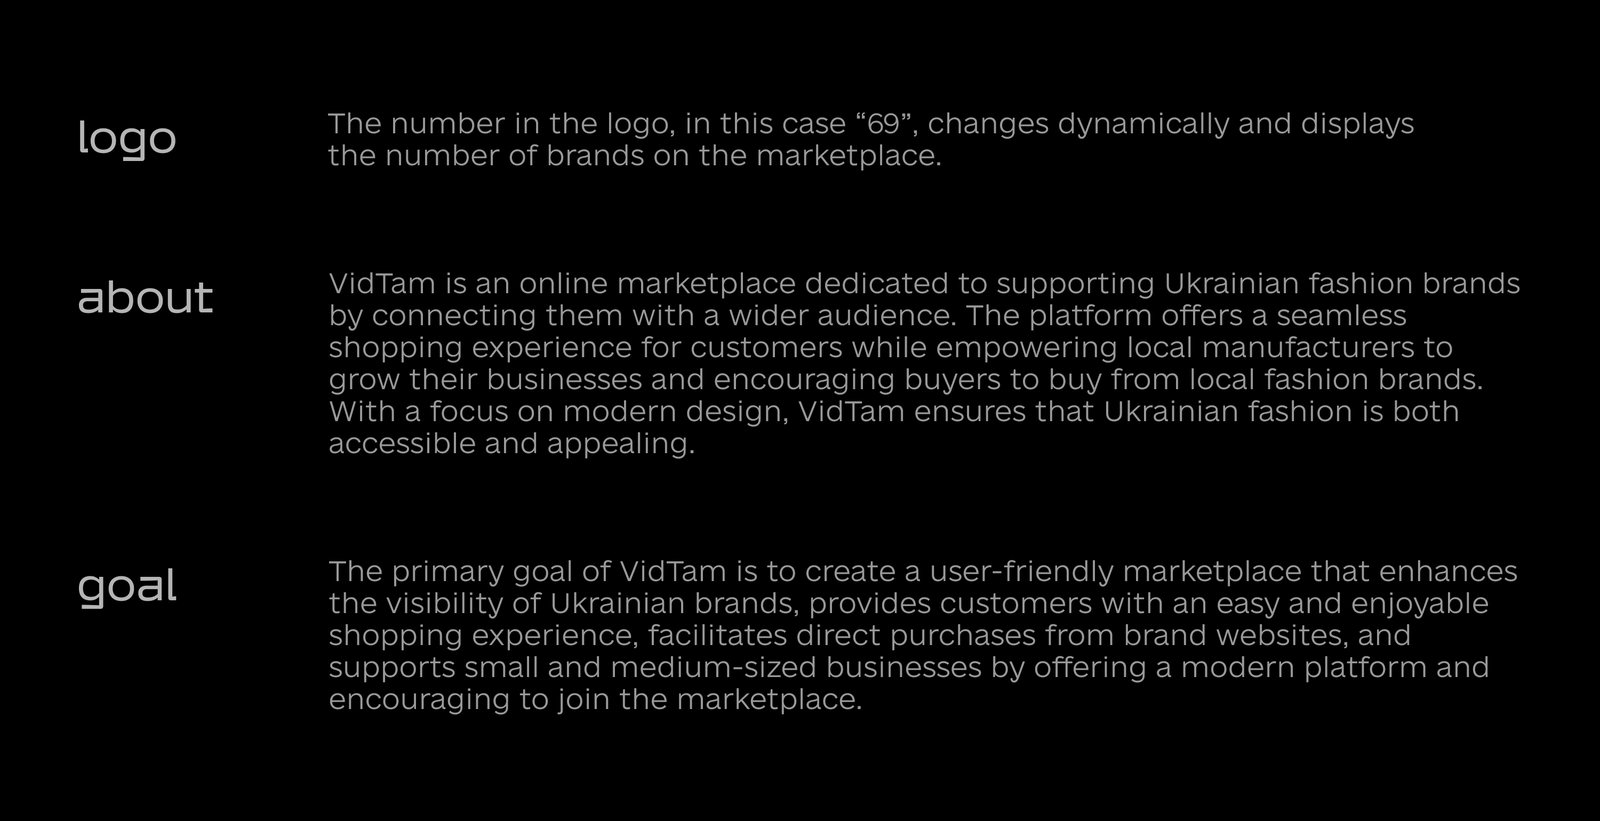 logo
The number in the logo, in this case “69”, changes dynamically and displays
the number of brands on the marketplace.
about
VidTam is an online marketplace dedicated to supporting Ukrainian fashion brands
by connecting them with a wider audience. The platform offers a seamless
shopping experience for customers while empowering local manufacturers to
grow their businesses and encouraging buyers to buy from local fashion brands.
With a focus on modern design, VidTam ensures that Ukrainian fashion is both
accessible and appealing.
goal
The primary goal of VidTam is to create a user-friendly marketplace that enhances
the visibility of Ukrainian brands, provides customers with an easy and enjoyable
shopping experience, facilitates direct purchases from brand websites, and
supports small and medium-sized businesses by offering a modern platform and
encouraging to join the marketplace.